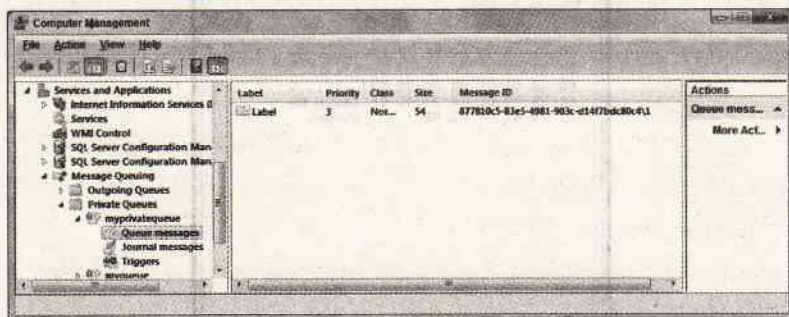 Computer Management
File Action View Help
Services and Applications
Internet Information Services (
Services
WMI Control
SQL Server Configuration Man
SQL Server Configuration Man
Message Queuing
Outgoing Queues
Private Queues
myprivatequeue
Queue messages
Journal messages
Triggers
Label Priority Class Size Message ID
Label 3 Nor... 54 877810c5-83e5-4981-903c-d14f7bdc80c4\1
Actions
Queue mess...
More Act...